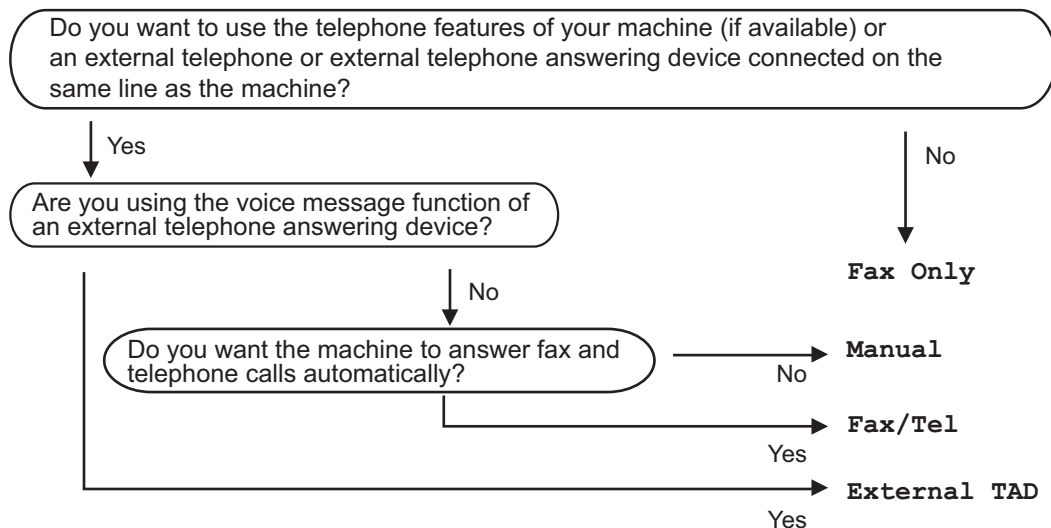 Do you want to use the telephone features of your machine (if available) or
an external telephone or external telephone answering device connected on the
same line as the machine?
Yes
No
Are you using the voice message function of
an external telephone answering device?
Fax Only
No
Do you want the machine to answer fax and
telephone calls automatically?
Manual
No
Fax/Tel
Yes
External TAD
Yes